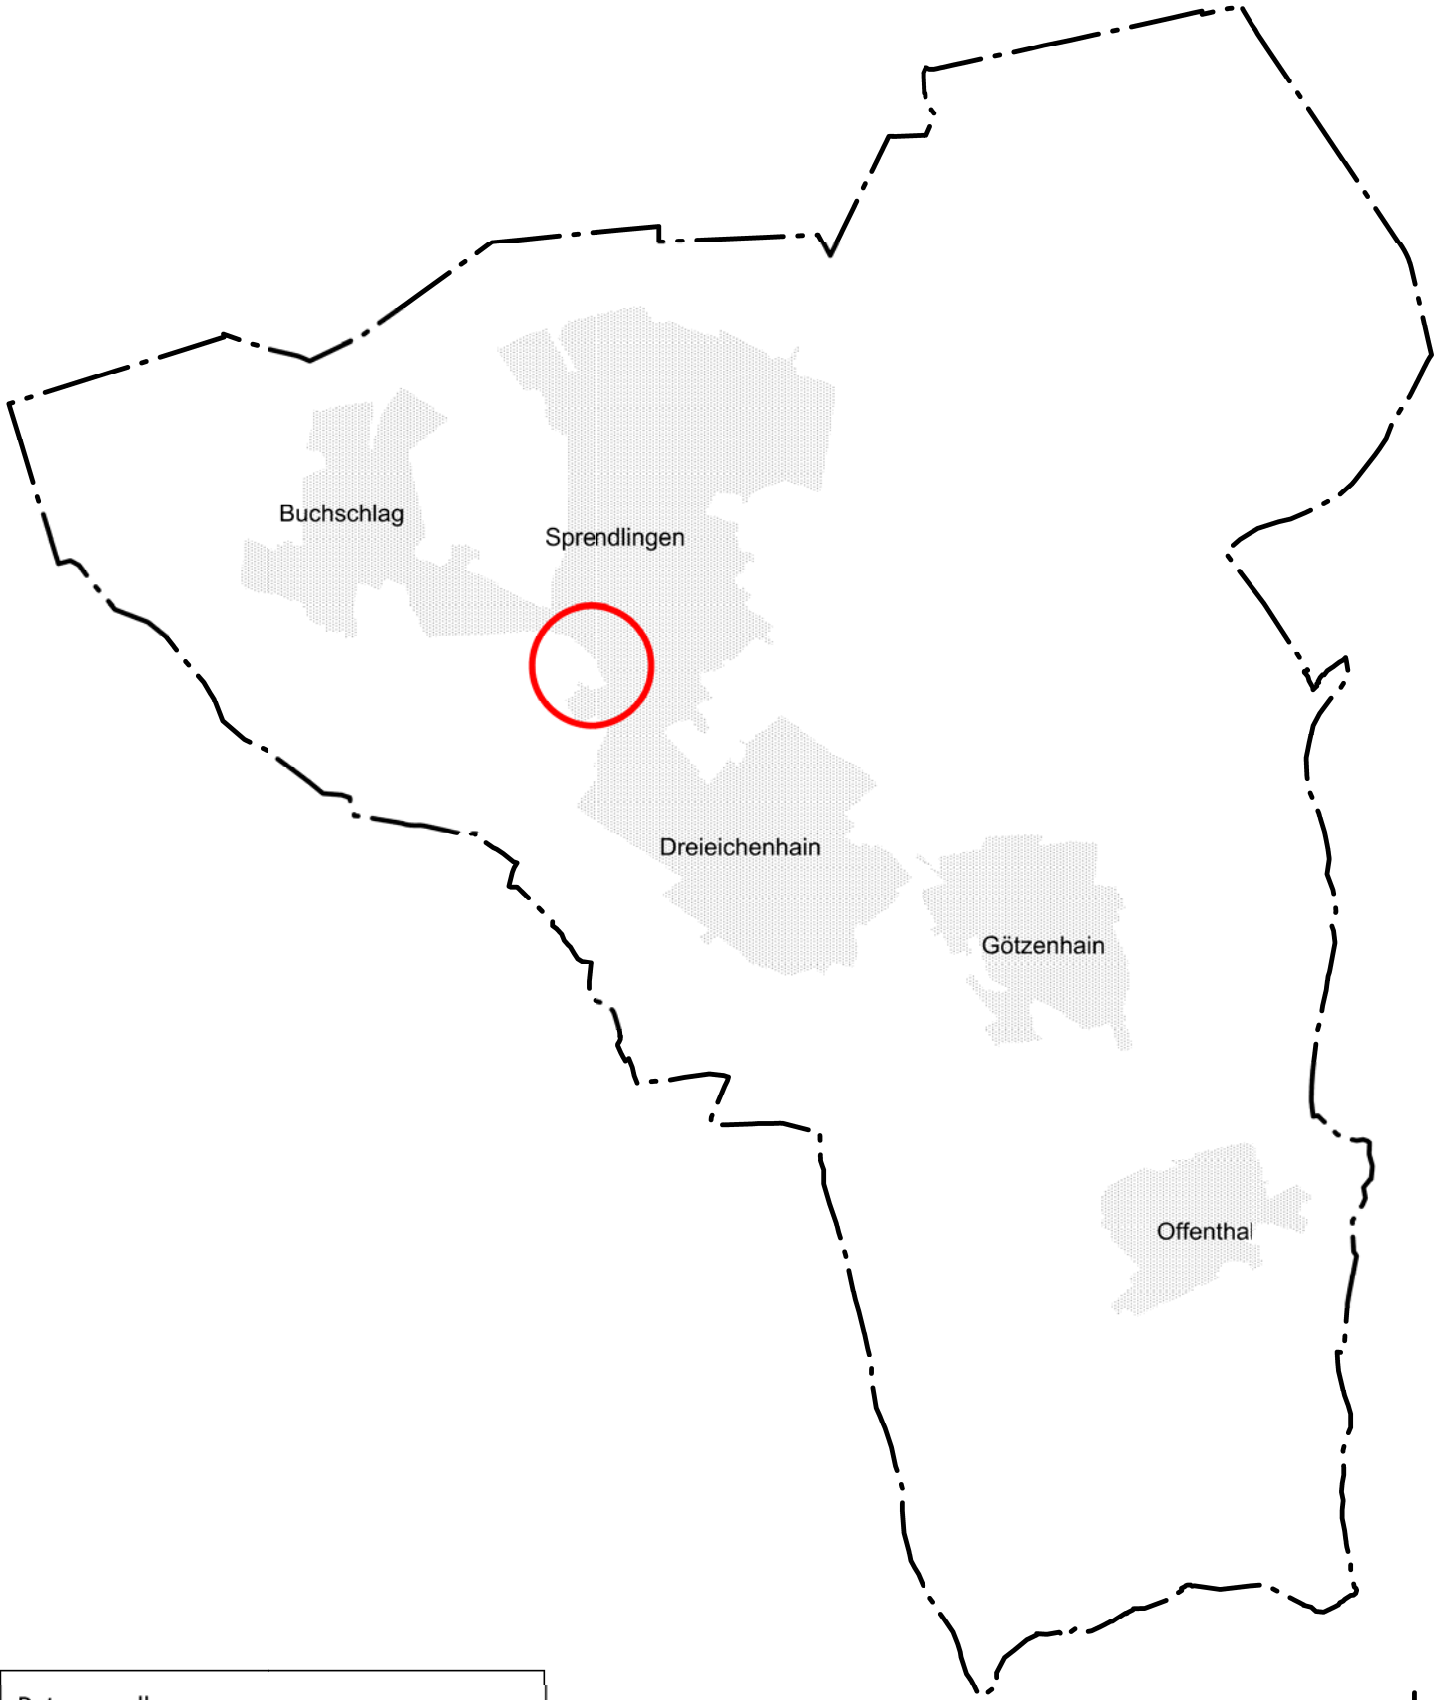 Buchschlag
Sprendlingen
Dreieichenhain
Götzenhain
Offenthal